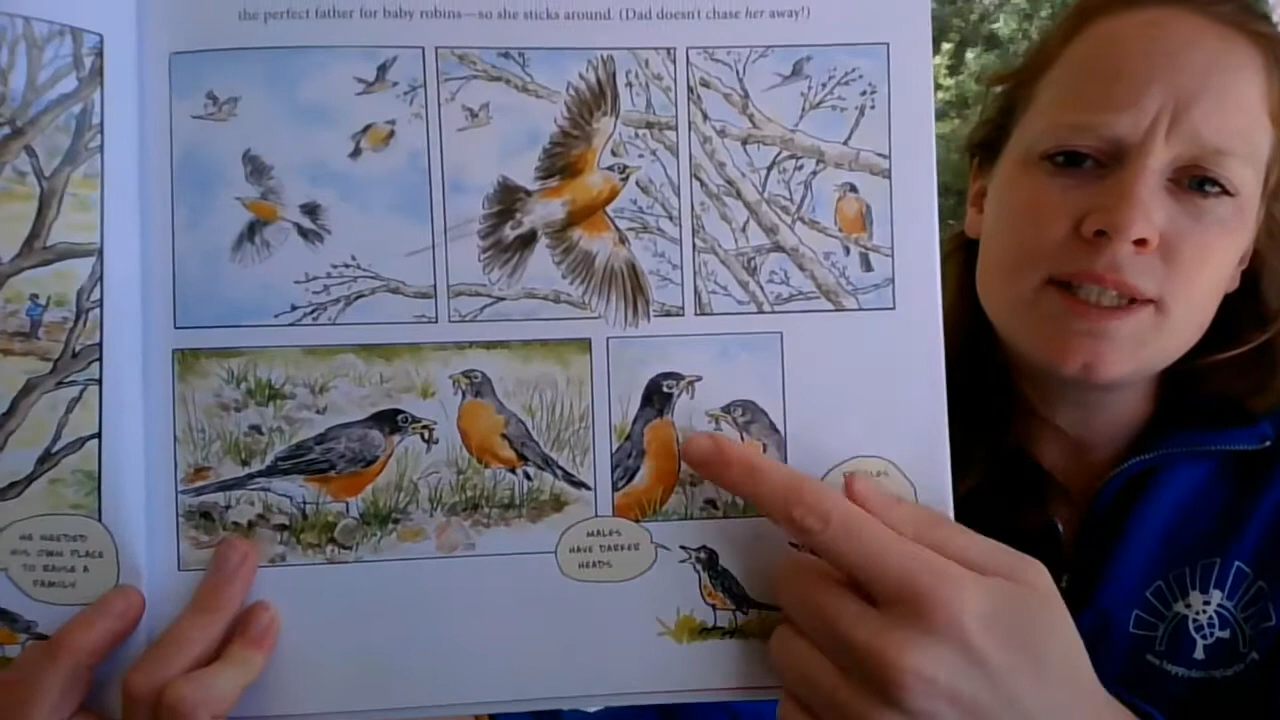 the perfect father for baby robins—so she sticks around. (Dad doesn't chase her away!)
HE NEEDED
HIS OWN PLACE
TO RAISE A
FAMILY
MALES
HAVE DARKER
HEADS